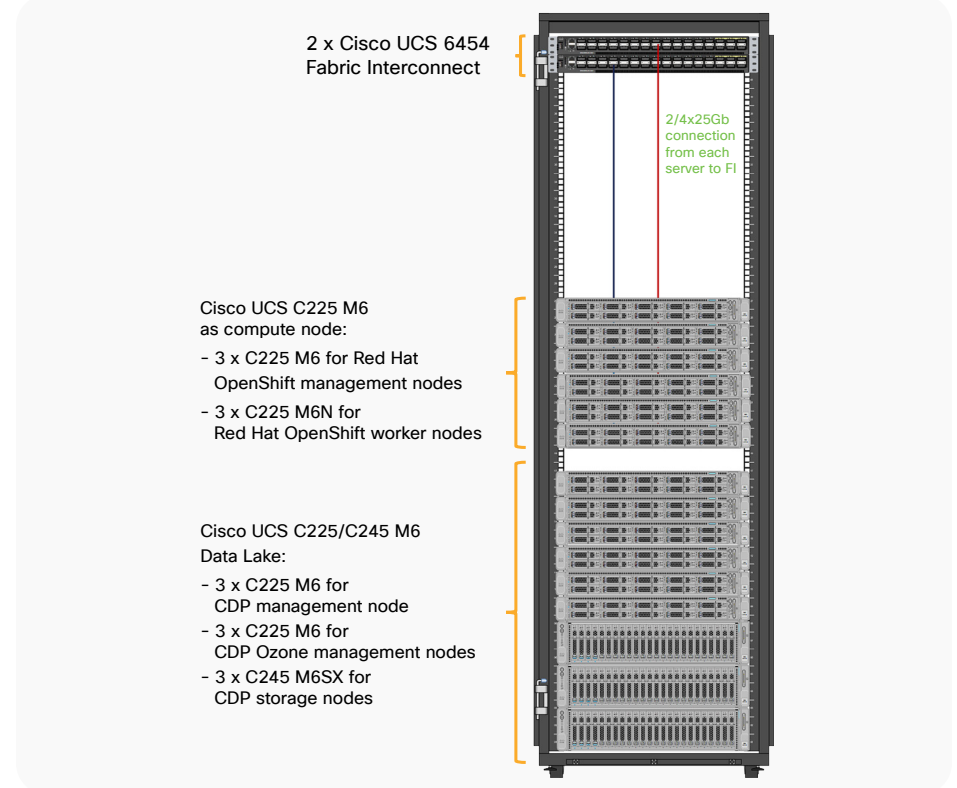 2 x Cisco UCS 6454
Fabric Interconnect
2/4x25Gb
connection
from each
server to FI
Cisco UCS C225 M6
as compute node:
- 3 x C225 M6 for Red Hat
OpenShift management nodes
- 3 x C225 M6N for
Red Hat OpenShift worker nodes
Cisco UCS C225/C245 M6
Data Lake:
- 3 x C225 M6 for
CDP management node
- 3 x C225 M6 for
CDP Ozone management nodes
- 3 x C245 M6SX for
CDP storage nodes